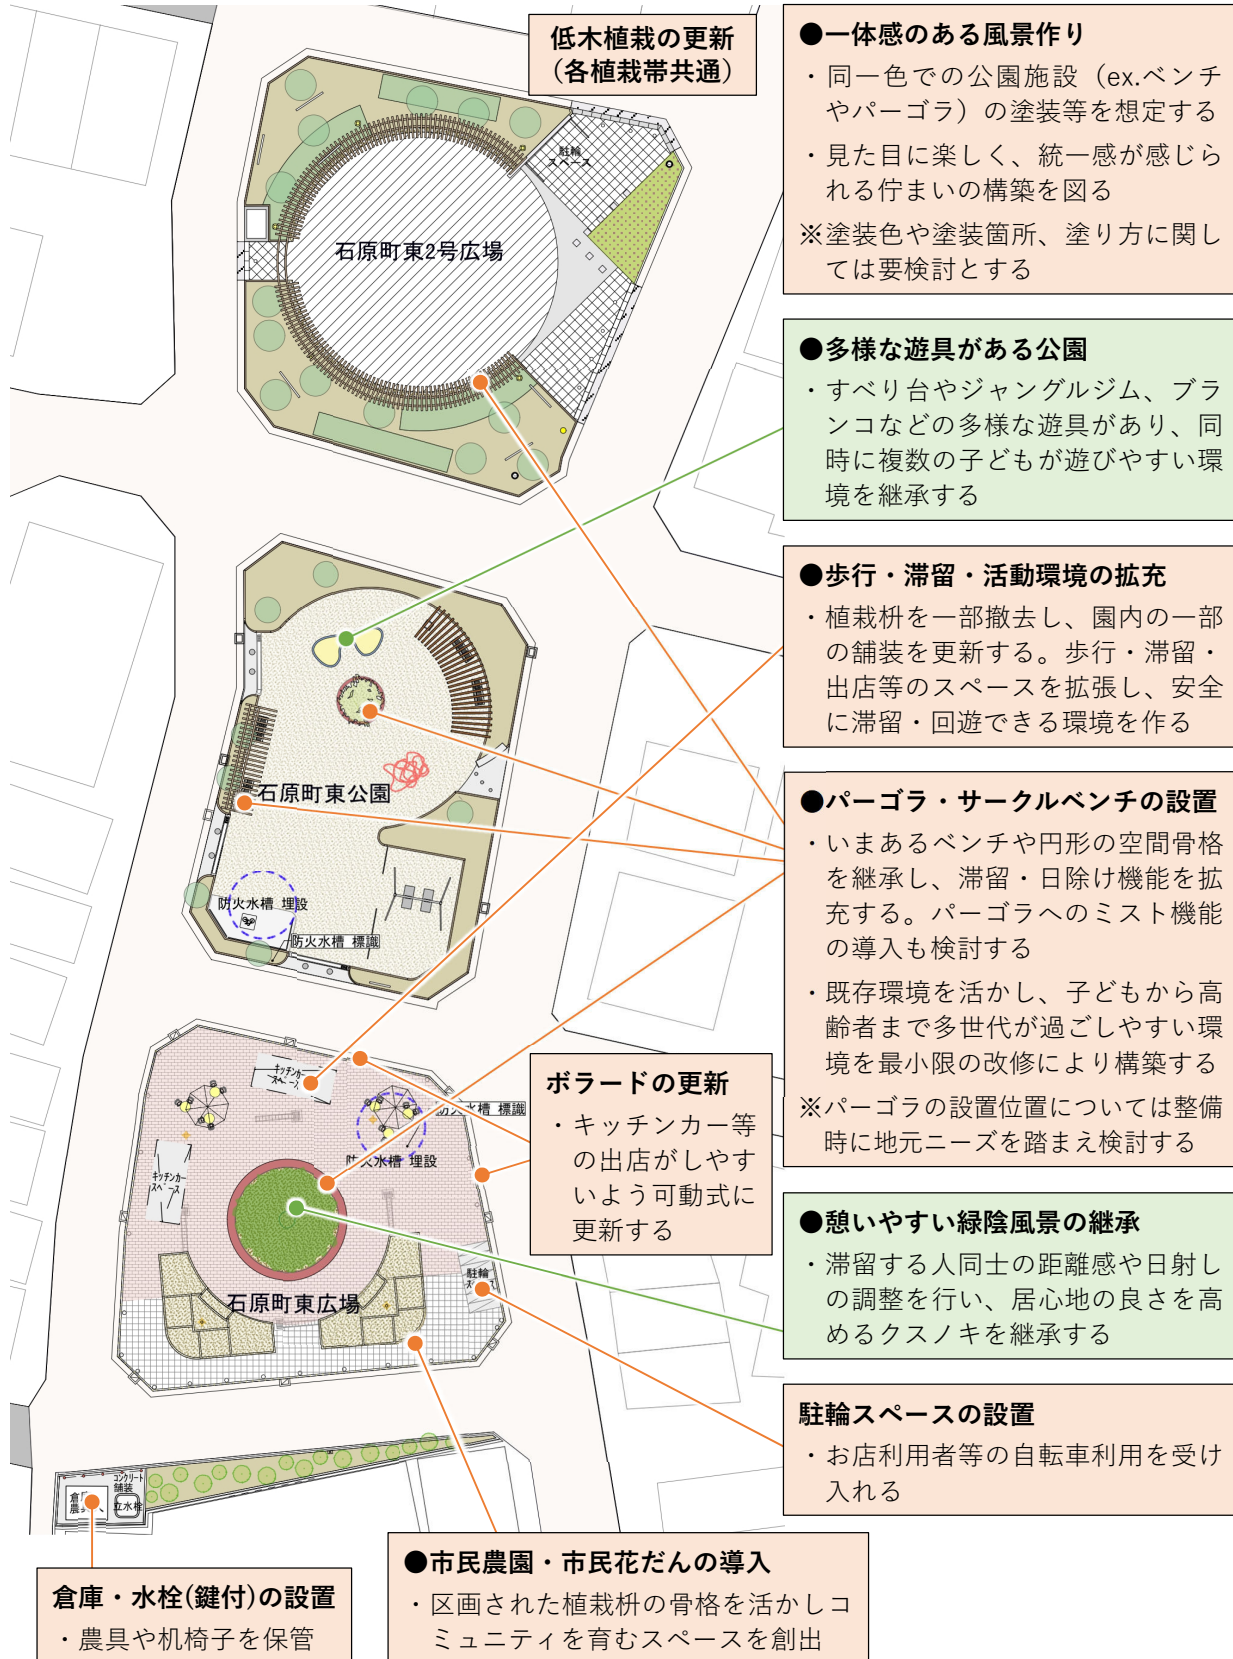 低木植栽の更新
（各植栽帯共通）
●一体感のある風景作り
・同一色での公園施設（ex.ベンチ
やパーゴラ）の塗装等を想定する
・見た目に楽しく、統一感が感じら
れる佇まいの構築を図る
※塗装色や塗装箇所、塗り方に関し
ては要検討とする
●多様な遊具がある公園
・すべり台やジャングルジム、ブラ
ンコなどの多様な遊具があり、同
時に複数の子どもが遊びやすい環
境を継承する
●歩行・滞留・活動環境の拡充
・植栽枡を一部撤去し、園内の一部
の舗装を更新する。歩行・滞留・
出店等のスペースを拡張し、安全
に滞留・回遊できる環境を作る
●パーゴラ・サークルベンチの設置
・いまあるベンチや円形の空間骨格
を継承し、滞留・日除け機能を拡
充する。パーゴラへのミスト機能
の導入も検討する
・既存環境を活かし、子どもから高
齢者まで多世代が過ごしやすい環
境を最小限の改修により構築する
※パーゴラの設置位置については整備
時に地元ニーズを踏まえ検討する
●憩いやすい緑陰風景の継承
・滞留する人同士の距離感や日射し
の調整を行い、居心地の良さを高
めるクスノキを継承する
駐輪スペースの設置
・お店利用者等の自転車利用を受け
入れる
ボラードの更新
・キッチンカー等
の出店がしやす
いよう可動式に
更新する
●市民農園・市民花だんの導入
・区画された植栽枡の骨格を活かしコ
ミュニティを育むスペースを創出
倉庫・水栓(鍵付)の設置
・農具や机椅子を保管
駐輪
スペース
石原町東2号広場
石原町東公園
防火水槽 埋設
防火水槽 標識
キッチンカー
スペース
防火水槽 標識
防火水槽 埋設
キッチンカー
スペース
駐輪
石原町東広場
コンクリート
舗装
立水栓